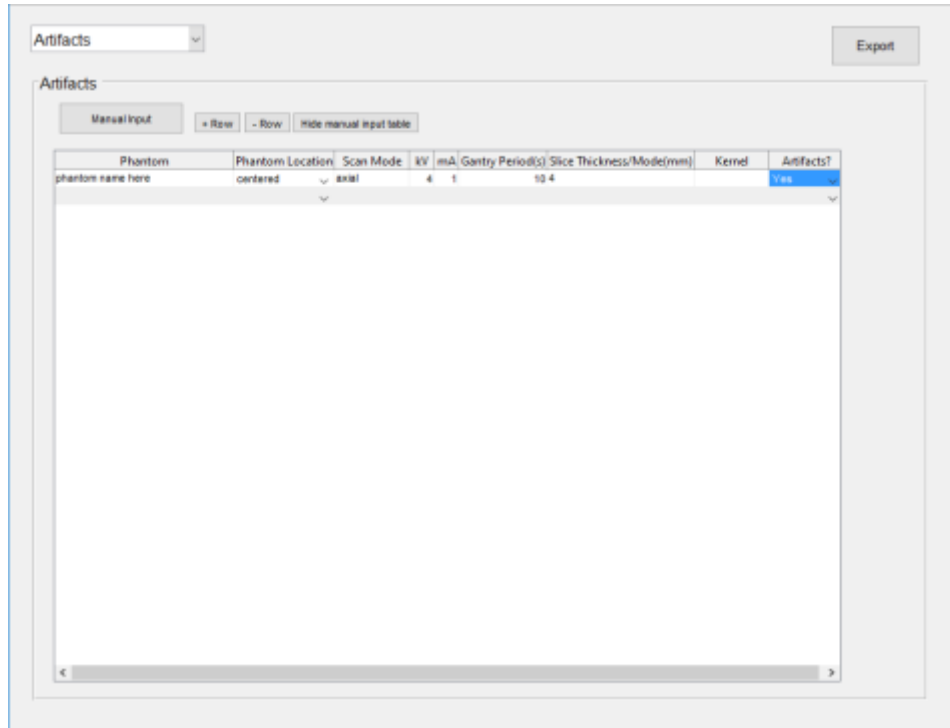 Artifacts
Export
Artifacts
Manual Input + Row - Row Hide manual input table
Phantom Phantom Location Scan Mode kV mA Gantry Period(s) Slice Thickness/Mode(mm) Kernel Artifacts?
phantom name here centered axial 4 1 10 4 Yes